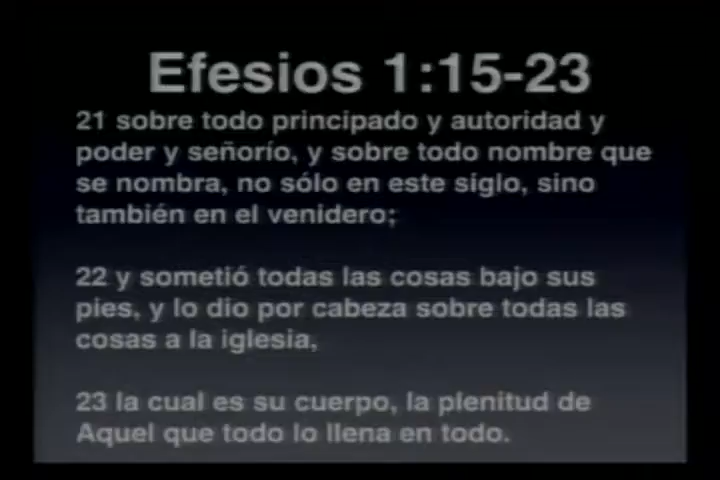 Efesios 1:15-23
21 sobre todo principado y autoridad y
poder y señorío, y sobre todo nombre que
se nombra, no sólo en este siglo, sino
también en el venidero;
22 y sometió todas las cosas bajo sus
pies, y lo dio por cabeza sobre todas las
cosas a la iglesia,
23 la cual es su cuerpo, la plenitud de
Aquel que todo lo llena en todo.